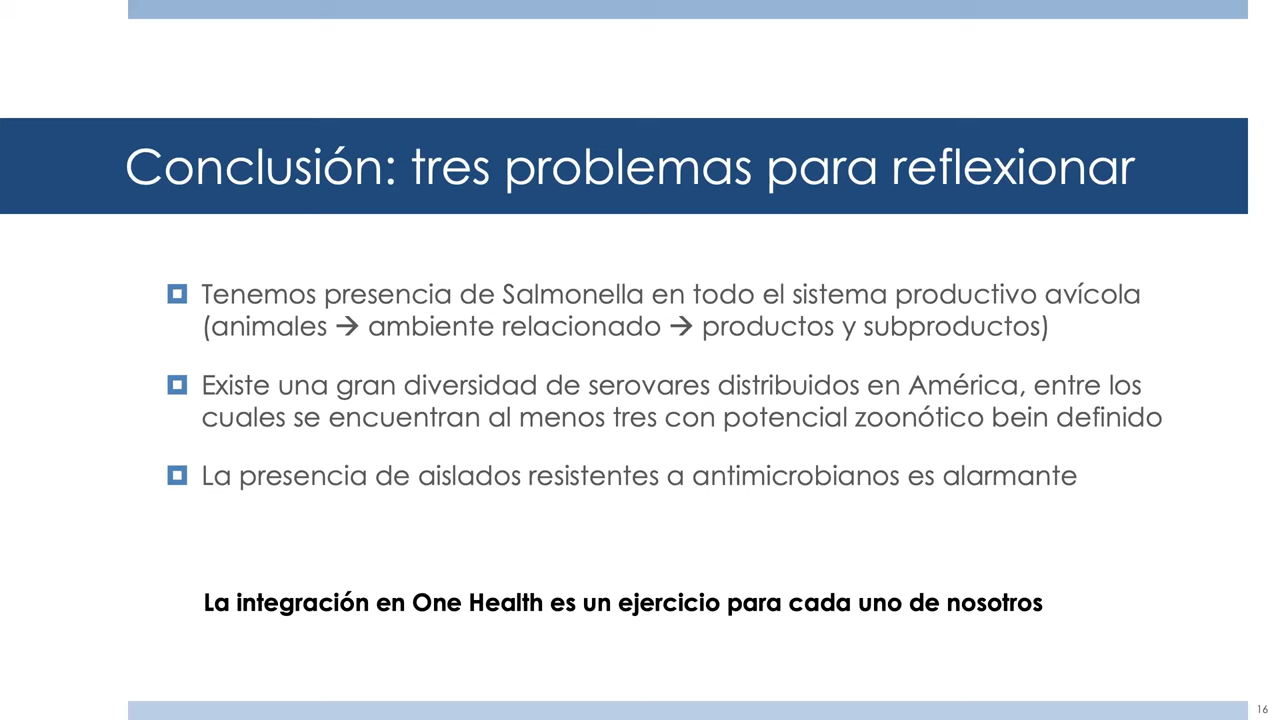 Conclusión: tres problemas para reflexionar
Tenemos presencia de Salmonella en todo el sistema productivo avícola
(animales → ambiente relacionado → productos y subproductos)
Existe una gran diversidad de serovares distribuidos en América, entre los
cuales se encuentran al menos tres con potencial zoonótico bein definido
La presencia de aislados resistentes a antimicrobianos es alarmante
La integración en One Health es un ejercicio para cada uno de nosotros
16